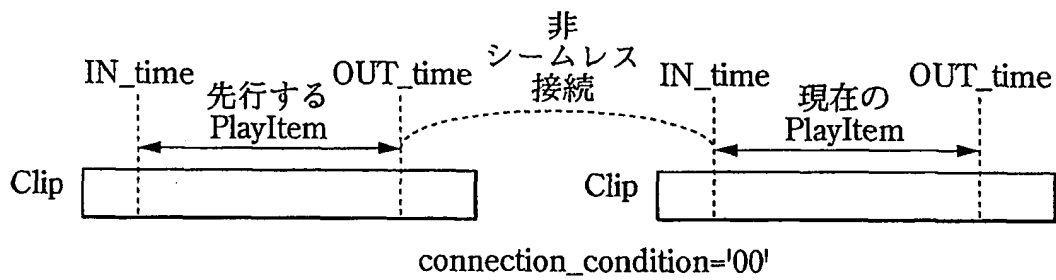 非
シームレス
接続
IN_time
OUT_time
IN_time
OUT_time
先行する
PlayItem
現在の
PlayItem
Clip
Clip
connection_condition='00'